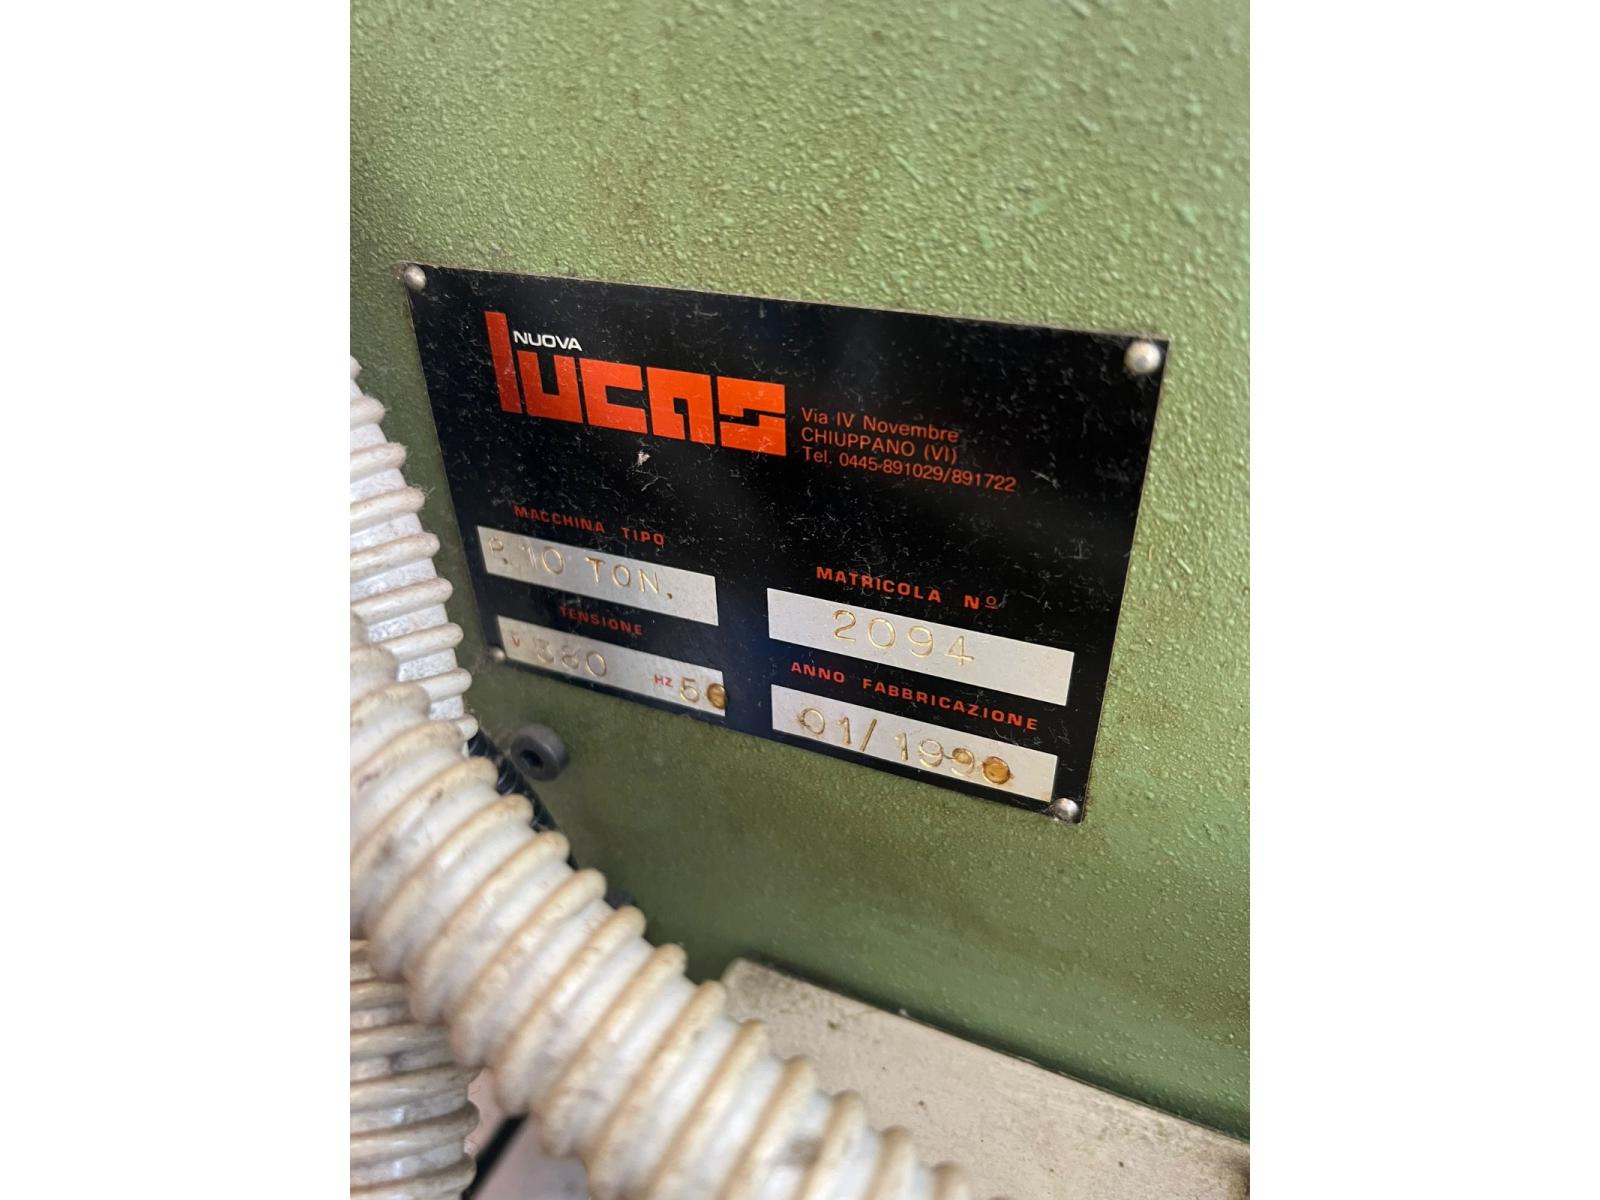 NUOVA
lucas
Via IV Novembre
CHIUPPANO (VI)
Tel. 0445-891029/891722
MACCHINA TIPO
P.10 TON.
TENSIONE
V 380 HZ 50
MATRICOLA Nº
2094
ANNO FABBRICAZIONE
01/1990